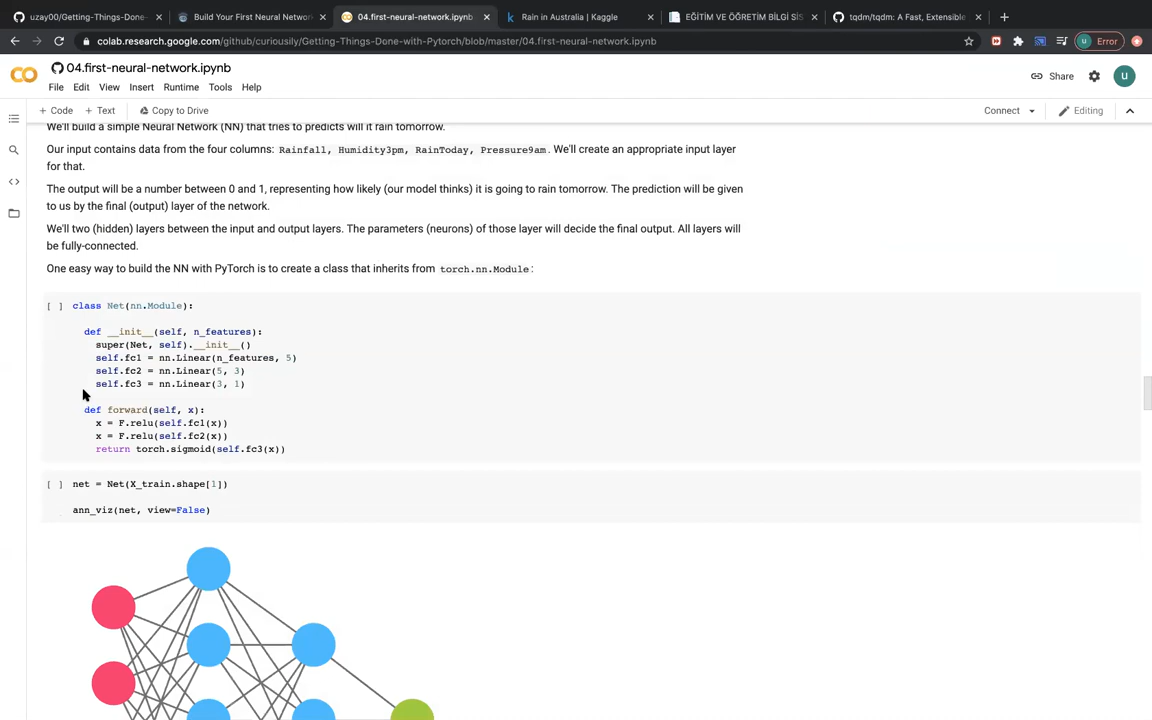 uzay00/Getting-Things-Done-
Build Your First Neural Network
04.first-neural-network.ipynb
Rain in Australia | Kaggle
EĞİTİM VE ÖĞRETİM BİLGİ SİS
tqdm/tqdm: A Fast, Extensible
colab.research.google.com/github/curiousily/Getting-Things-Done-with-Pytorch/blob/master/04.first-neural-network.ipynb
u Error
04.first-neural-network.ipynb
Share
u
File Edit View Insert Runtime Tools Help
+ Code + Text Copy to Drive
Connect
Editing
We'll build a simple Neural Network (NN) that tries to predicts will it rain tomorrow.
Our input contains data from the four columns: Rainfall, Humidity3pm, RainToday, Pressure9am. We'll create an appropriate input layer
for that.
The output will be a number between 0 and 1, representing how likely (our model thinks) it is going to rain tomorrow. The prediction will be given
to us by the final (output) layer of the network.
We'll two (hidden) layers between the input and output layers. The parameters (neurons) of those layer will decide the final output. All layers will
be fully-connected.
One easy way to build the NN with PyTorch is to create a class that inherits from torch.nn.Module:
[ ] class Net(nn.Module):
def __init__(self, n_features):
super(Net, self).__init__()
self.fc1 = nn.Linear(n_features, 5)
self.fc2 = nn.Linear(5, 3)
self.fc3 = nn.Linear(3, 1)
def forward(self, x):
x = F.relu(self.fc1(x))
x = F.relu(self.fc2(x))
return torch.sigmoid(self.fc3(x))
[ ] net = Net(X_train.shape[1])
ann_viz(net, view=False)